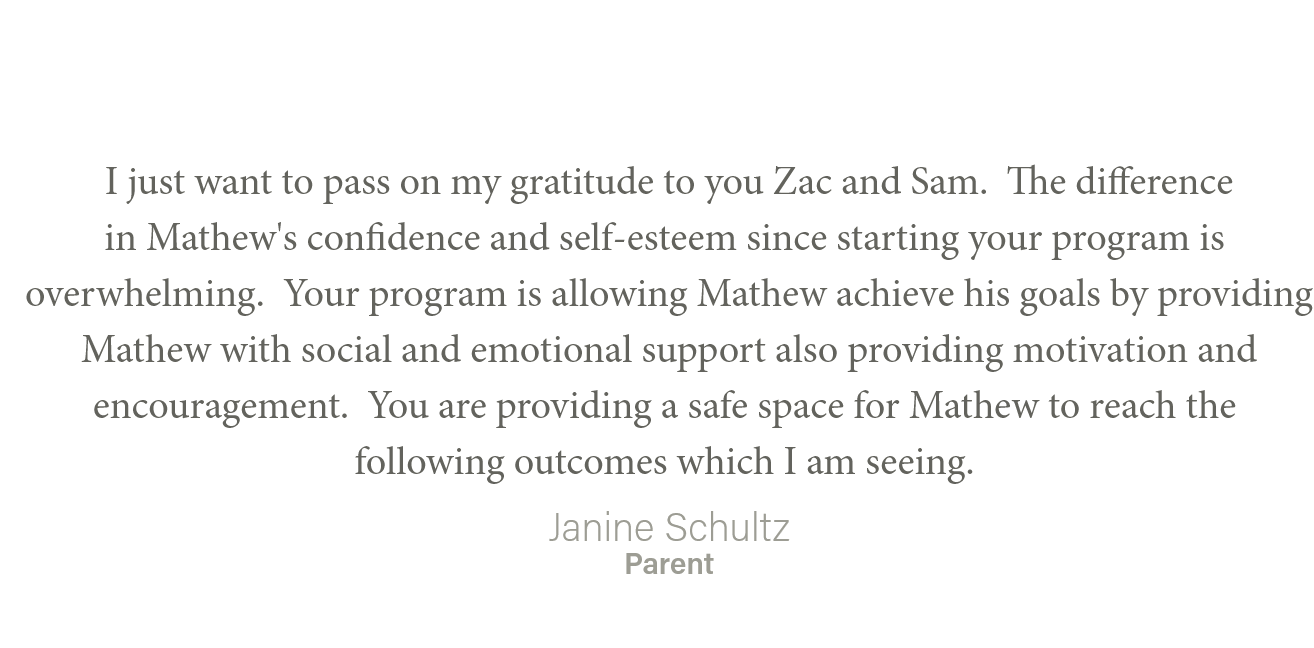 I just want to pass on my gratitude to you Zac and Sam.  The difference
in Mathew's confidence and self-esteem since starting your program is
overwhelming.  Your program is allowing Mathew achieve his goals by providing
Mathew with social and emotional support also providing motivation and
encouragement.  You are providing a safe space for Mathew to reach the
following outcomes which I am seeing.
Janine Schultz
Parent